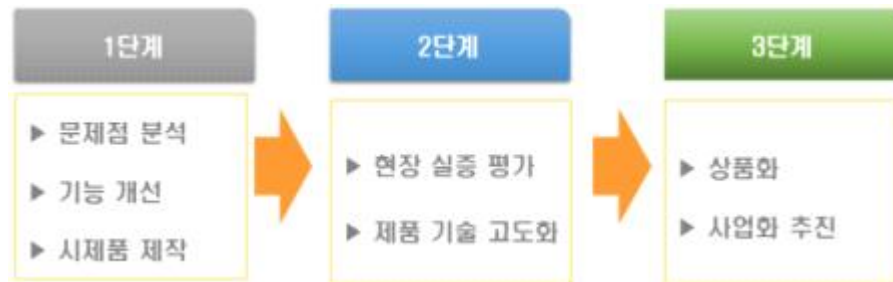 1단계
▶ 문제점 분석
▶ 기능 개선
▶ 시제품 제작
2단계
▶ 현장 실증 평가
▶ 제품 기술 고도화
3단계
▶ 상품화
▶ 사업화 추진